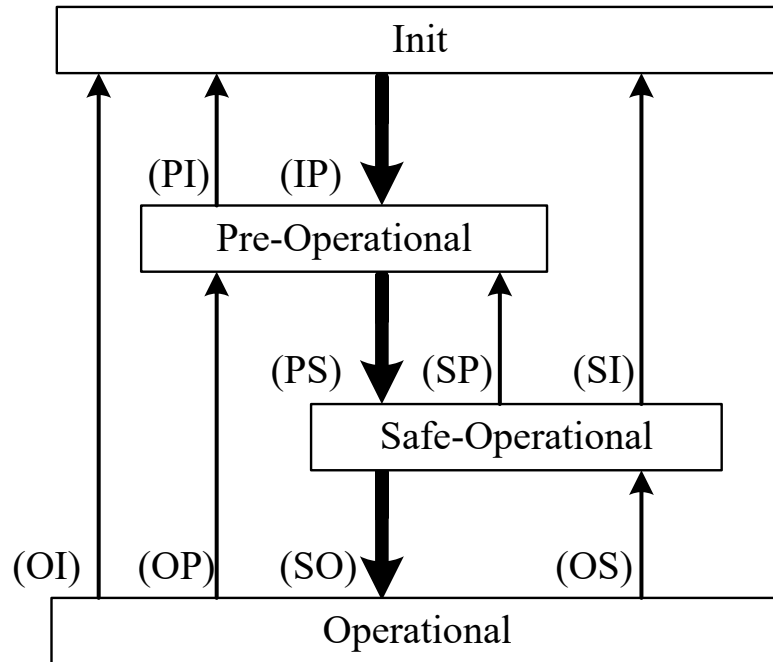 Init
(PI) (IP)
Pre-Operational
(PS) (SP) (SI)
Safe-Operational
(OI) (OP) (SO) (OS)
Operational